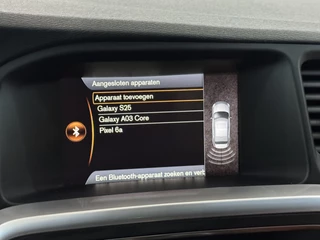 Aangesloten apparaten
Apparaat toevoegen
Galaxy S25
Galaxy A03 Core
Pixel 6a
Een Bluetooth-apparaat zoeken en verb